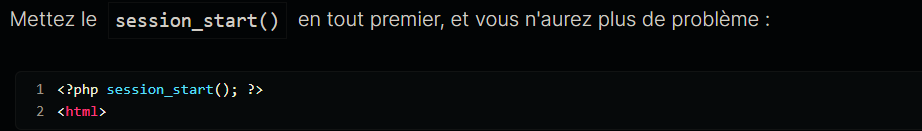 Mettez le session_start() en tout premier, et vous n'aurez plus de problème :
1 <?php session_start(); ?>
2 <html>